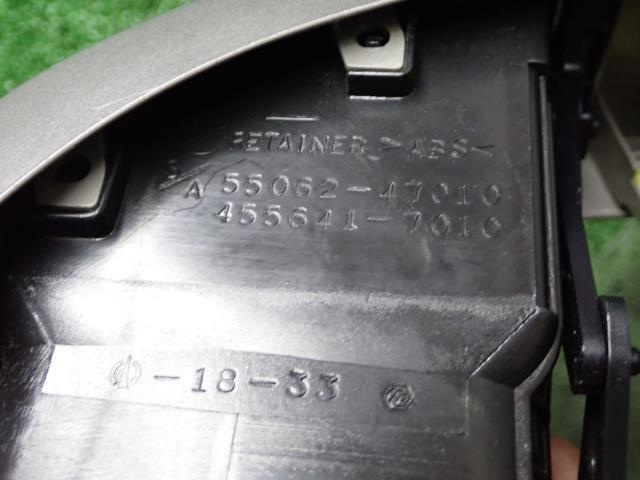 RETAINER >ABS<
A 55062-47010
455641-7010
-18-33